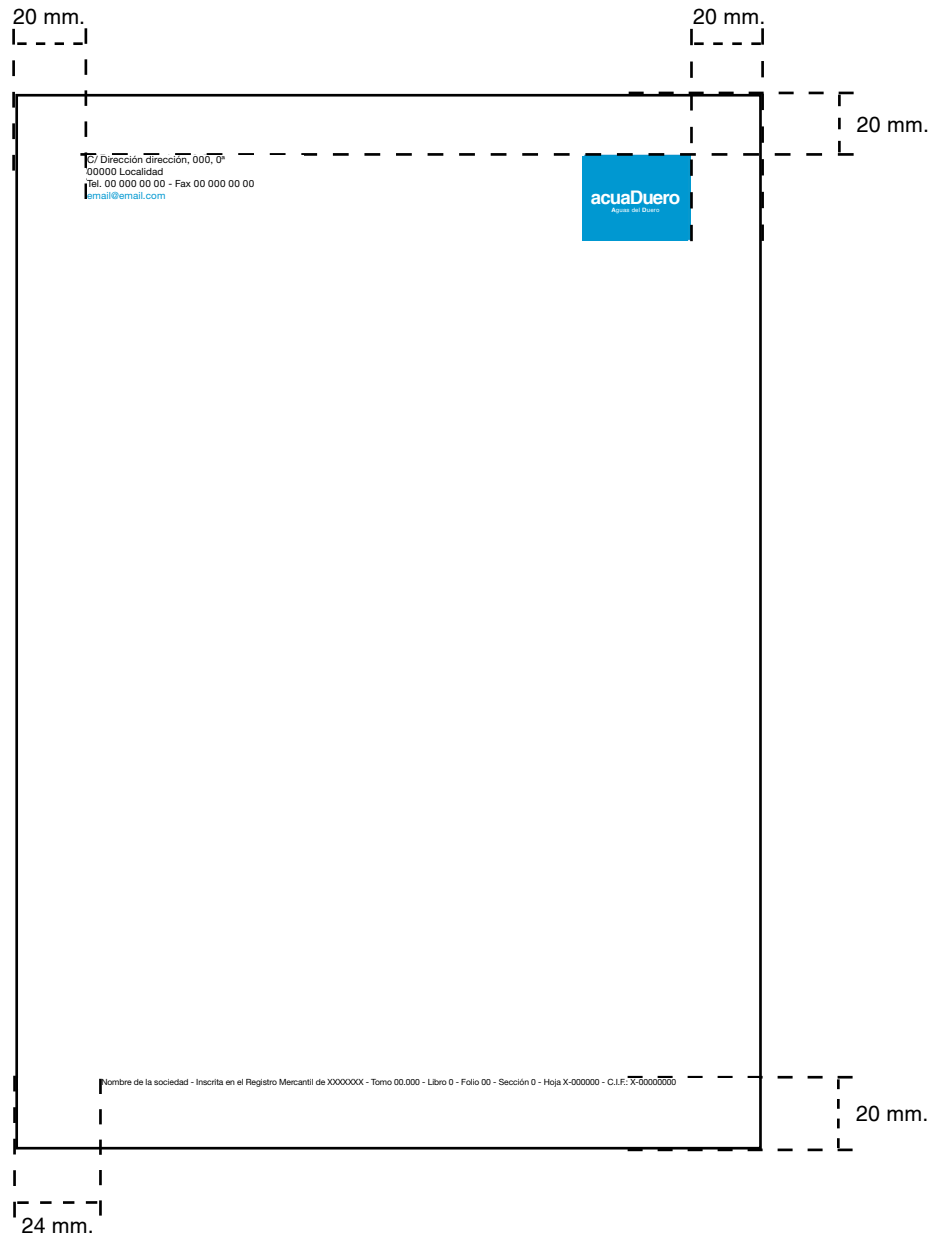 20 mm.
20 mm.
20 mm.
C/ Dirección dirección, 000, 0ª
00000 Localidad
Tel. 00 000 00 00 - Fax 00 000 00 00
email@email.com
acuaDuero
Aguas del Duero
Nombre de la sociedad - Inscrita en el Registro Mercantil de XXXXXXX - Tomo 00.000 - Libro 0 - Folio 00 - Sección 0 - Hoja X-000000 - C.I.F.: X-00000000
20 mm.
24 mm.